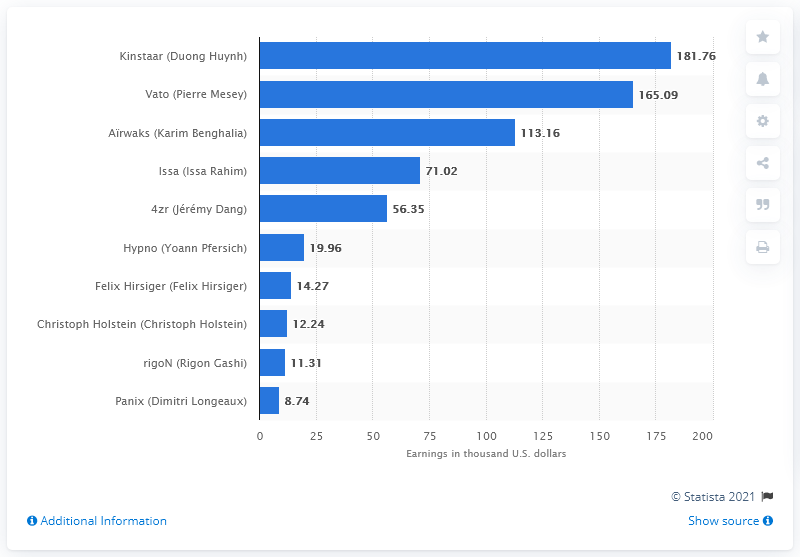 Kinstaar (Duong Huynh) 181.76
Vato (Pierre Mesey) 165.09
Aïrwaks (Karim Benghalia) 113.16
Issa (Issa Rahim) 71.02
4zr (Jérémy Dang) 56.35
Hypno (Yoann Pfersich) 19.96
Felix Hirsiger (Felix Hirsiger) 14.27
Christoph Holstein (Christoph Holstein) 12.24
rigoN (Rigon Gashi) 11.31
Panix (Dimitri Longeaux) 8.74
0 25 50 75 100 125 150 175 200
Earnings in thousand U.S. dollars
© Statista 2021
Additional Information Show source